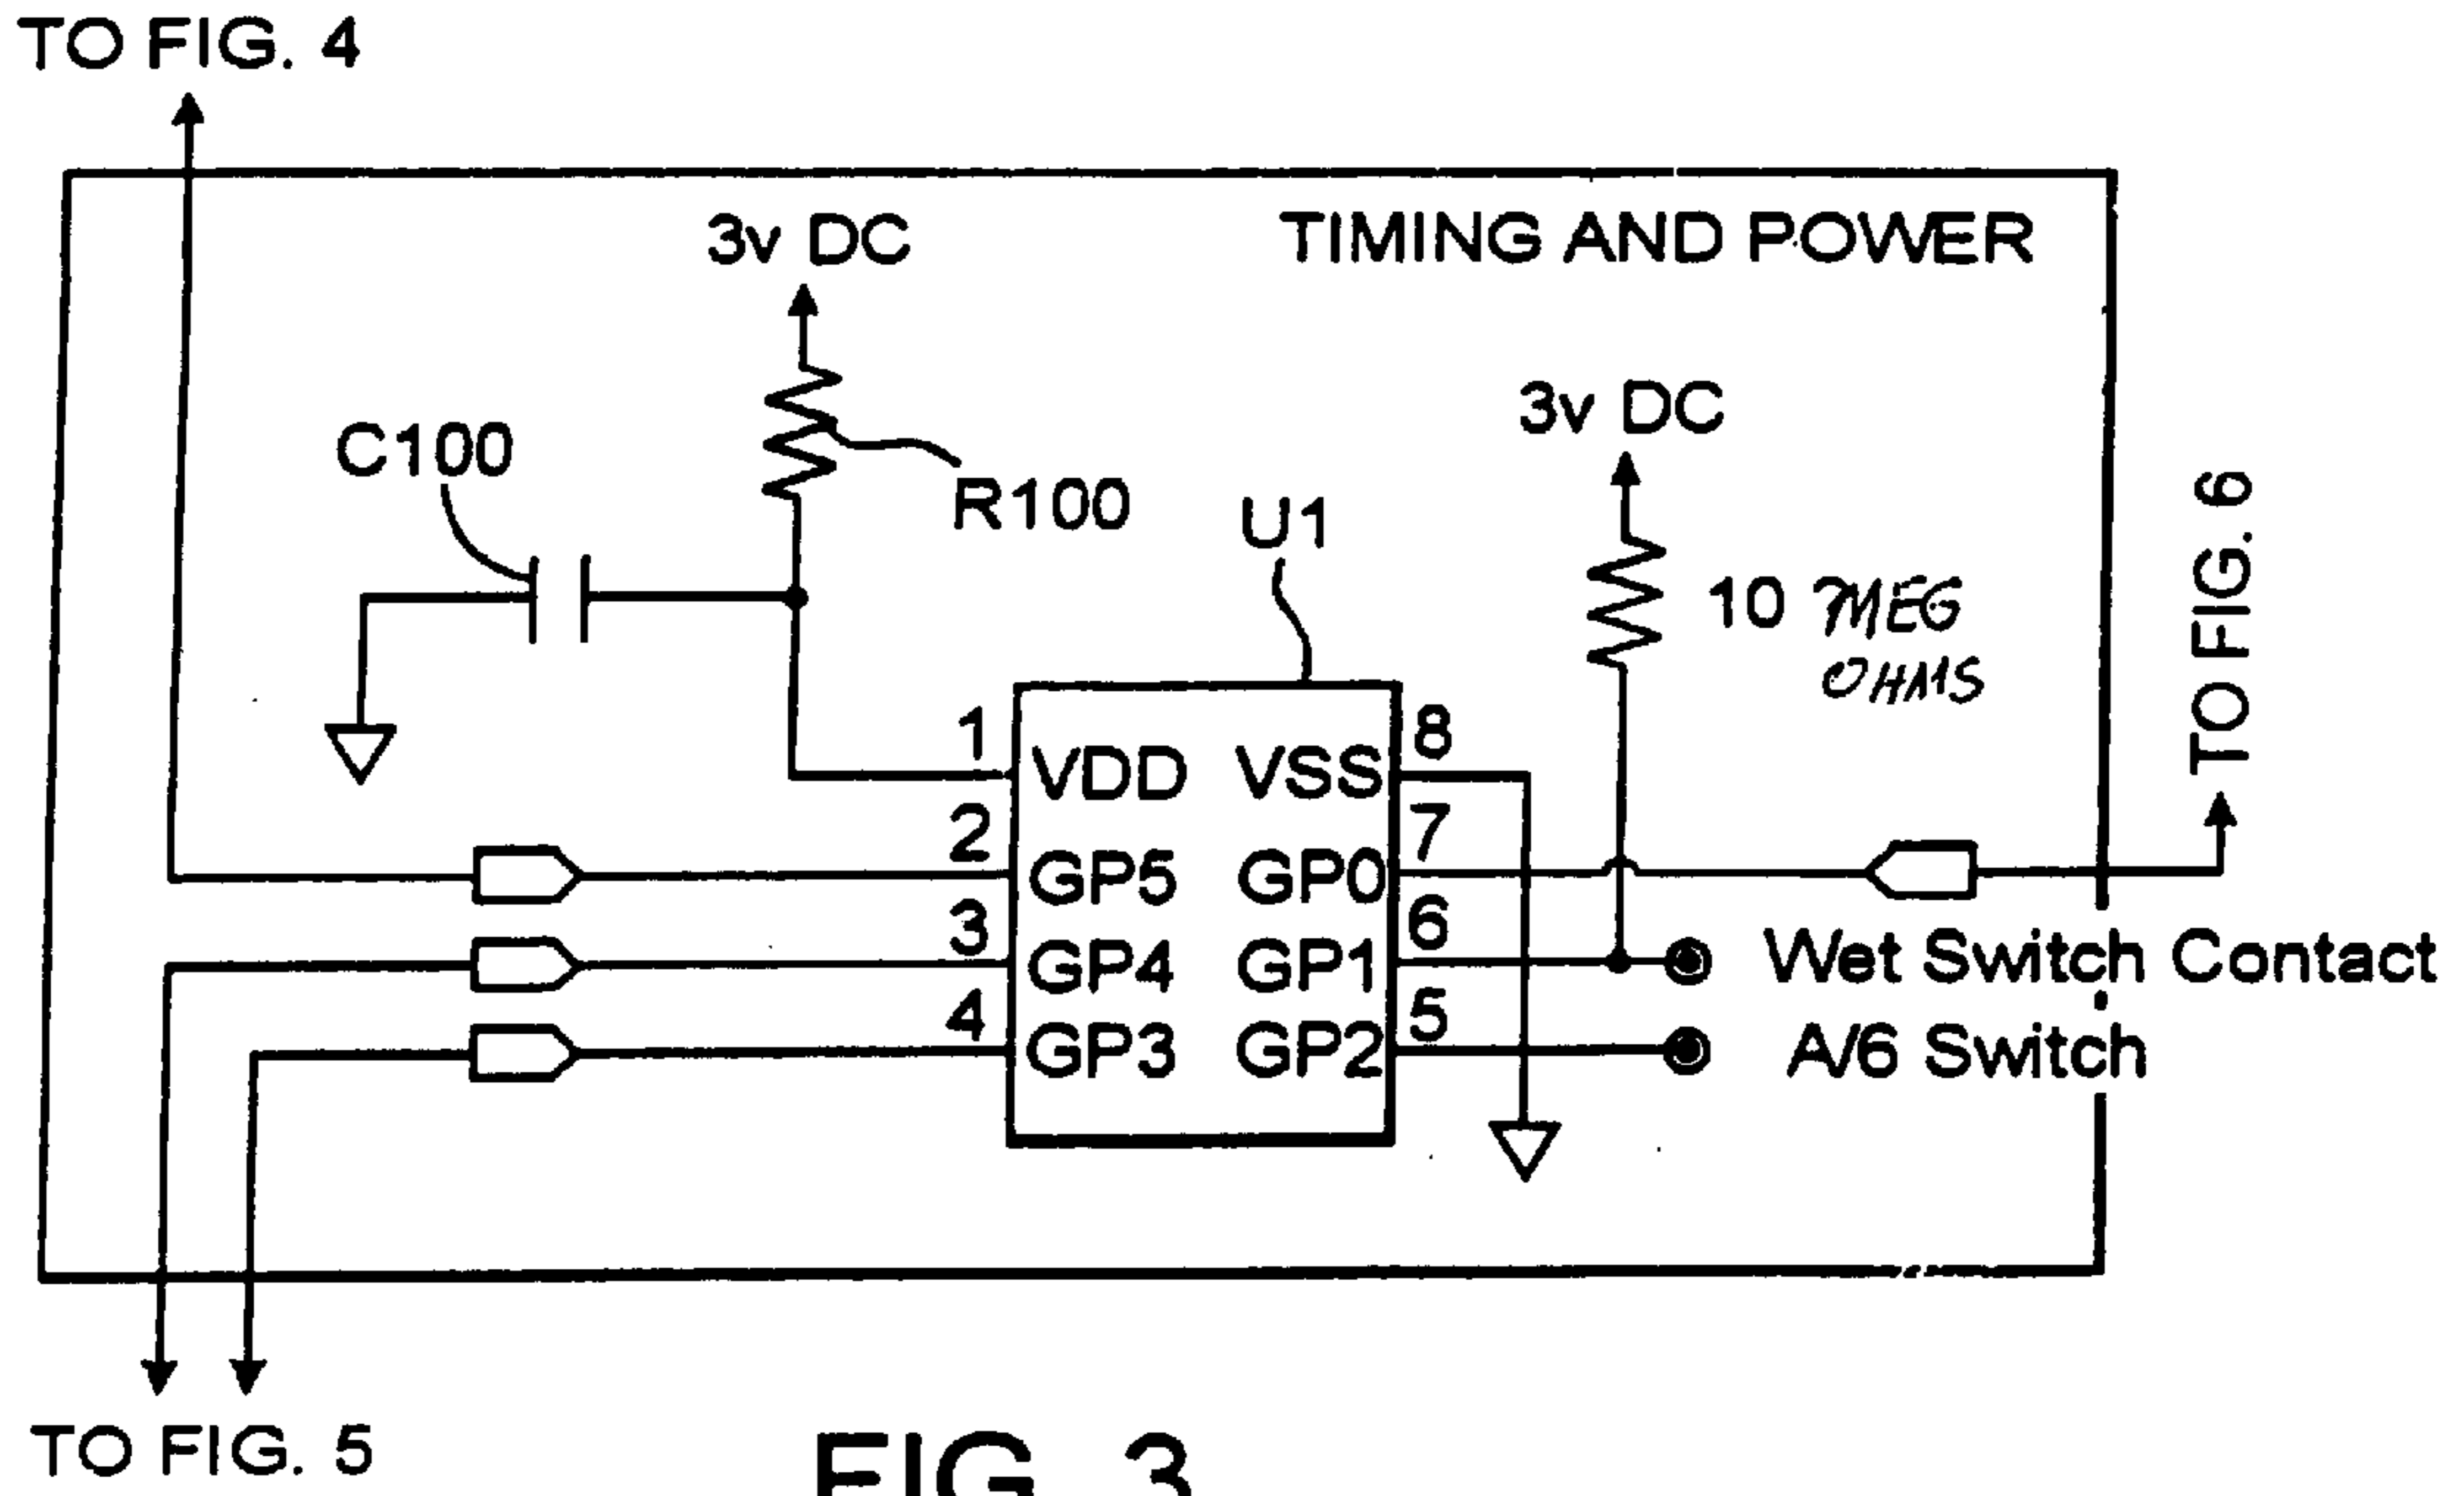 TO FIG. 4
3v DC
TIMING AND POWER
3v DC
C100
R100
U1
10 MEG
OHMS
TO FIG. 6
1
8
VDD
VSS
2
7
GP5
GP0
3
6
GP4
GP1
Wet Switch Contact
4
5
GP3
GP2
A/6 Switch
TO FIG. 5
FIG. 3